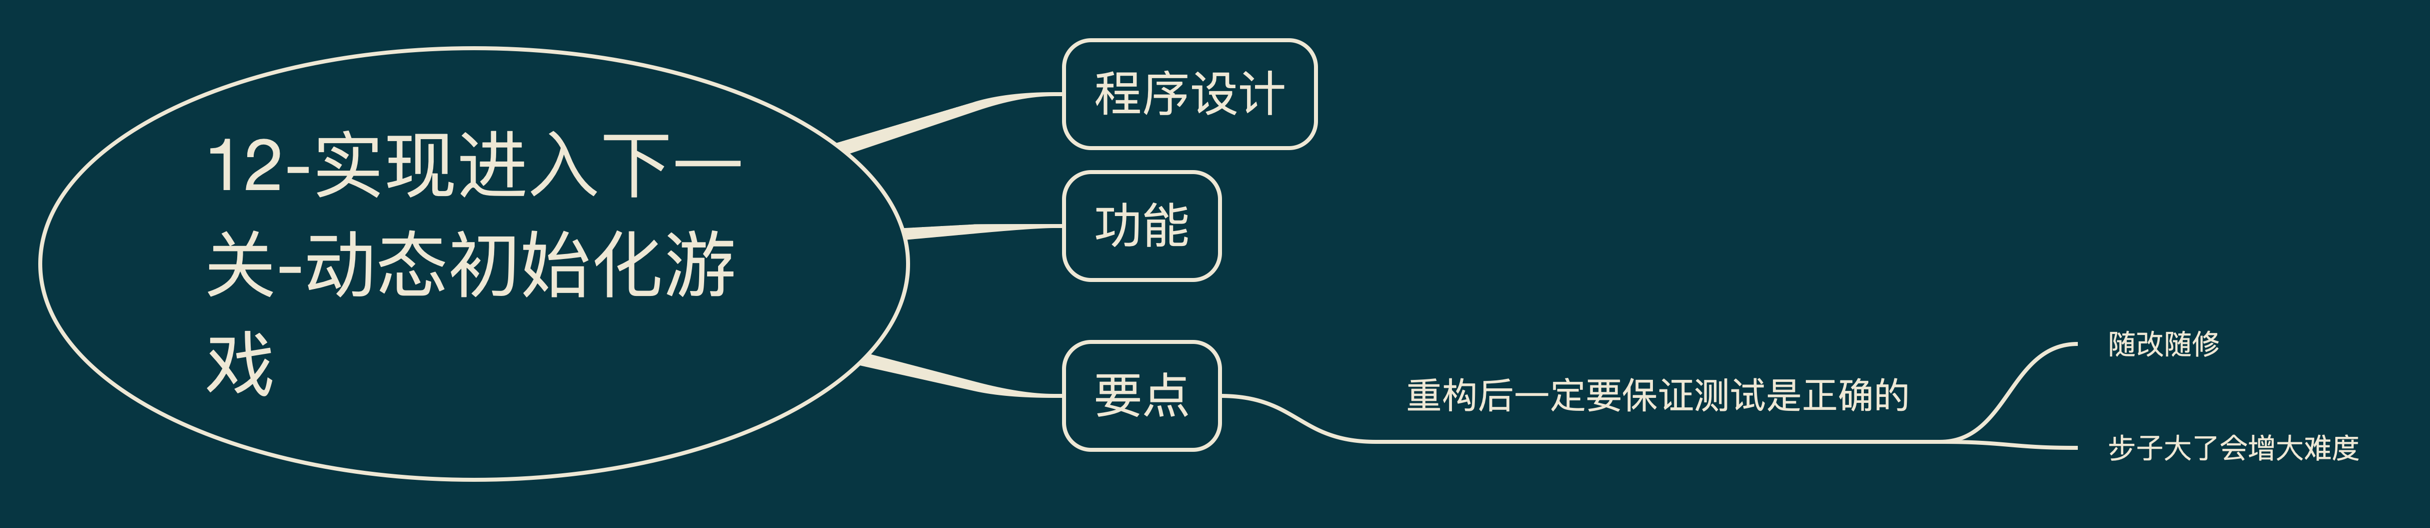 12-实现进入下一
关-动态初始化游
戏
程序设计
功能
要点
重构后一定要保证测试是正确的
随改随修
步子大了会增大难度